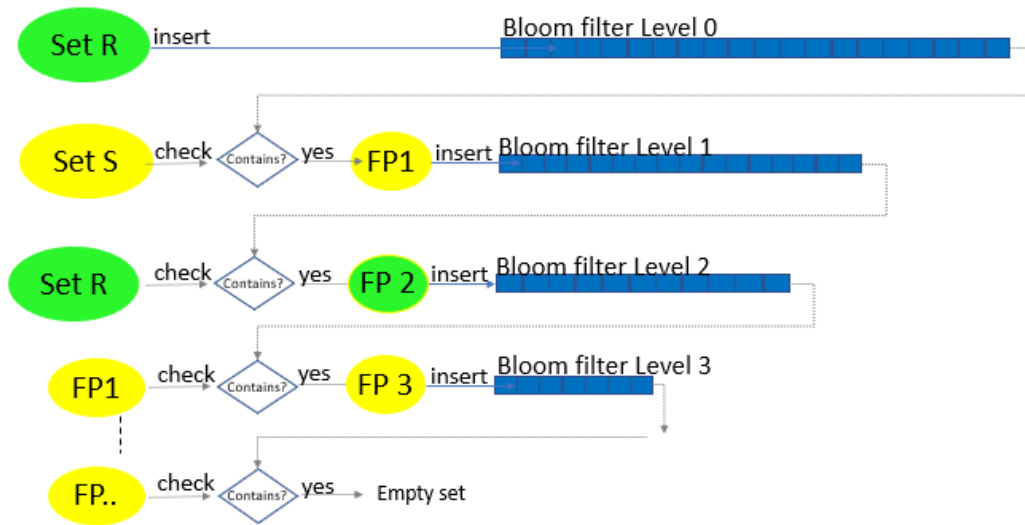 Set R insert Bloom filter Level 0
Set S check Contains? yes FP1 insert Bloom filter Level 1
Set R check Contains? yes FP 2 insert Bloom filter Level 2
FP1 check Contains? yes FP 3 insert Bloom filter Level 3
FP.. check Contains? yes Empty set